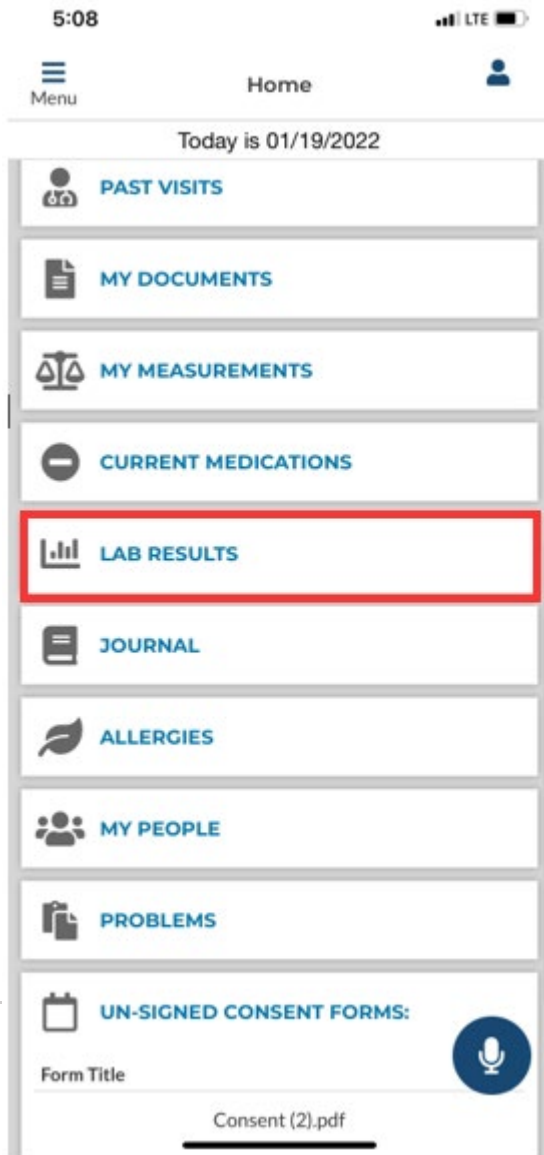 5:08 LTE
Menu
Home
Today is 01/19/2022
PAST VISITS
MY DOCUMENTS
MY MEASUREMENTS
CURRENT MEDICATIONS
LAB RESULTS
JOURNAL
ALLERGIES
MY PEOPLE
PROBLEMS
UN-SIGNED CONSENT FORMS:
Form Title
Consent (2).pdf